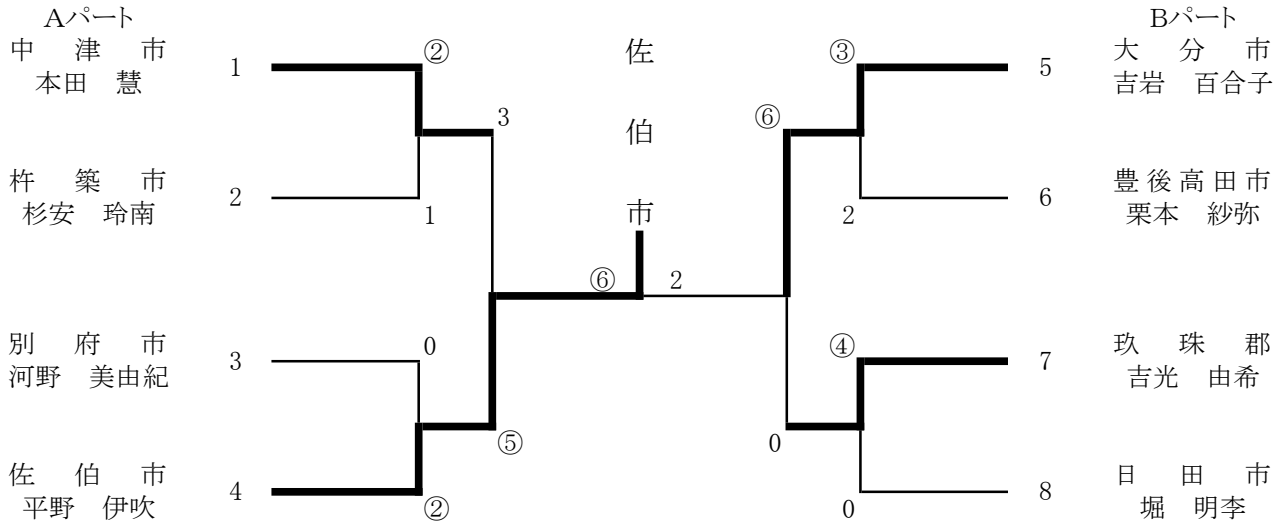 Aパート
中津市
本田 慧
1
②
3
杵築市
杉安 玲南
2
1
別府市
河野 美由紀
3
0
佐伯市
平野 伊吹
4
②
⑤
佐伯市
⑥
2
Bパート
大分市
吉岩 百合子
5
③
⑥
豊後高田市
栗本 紗弥
6
2
玖珠郡
吉光 由希
7
④
0
日田市
堀 明李
8
0